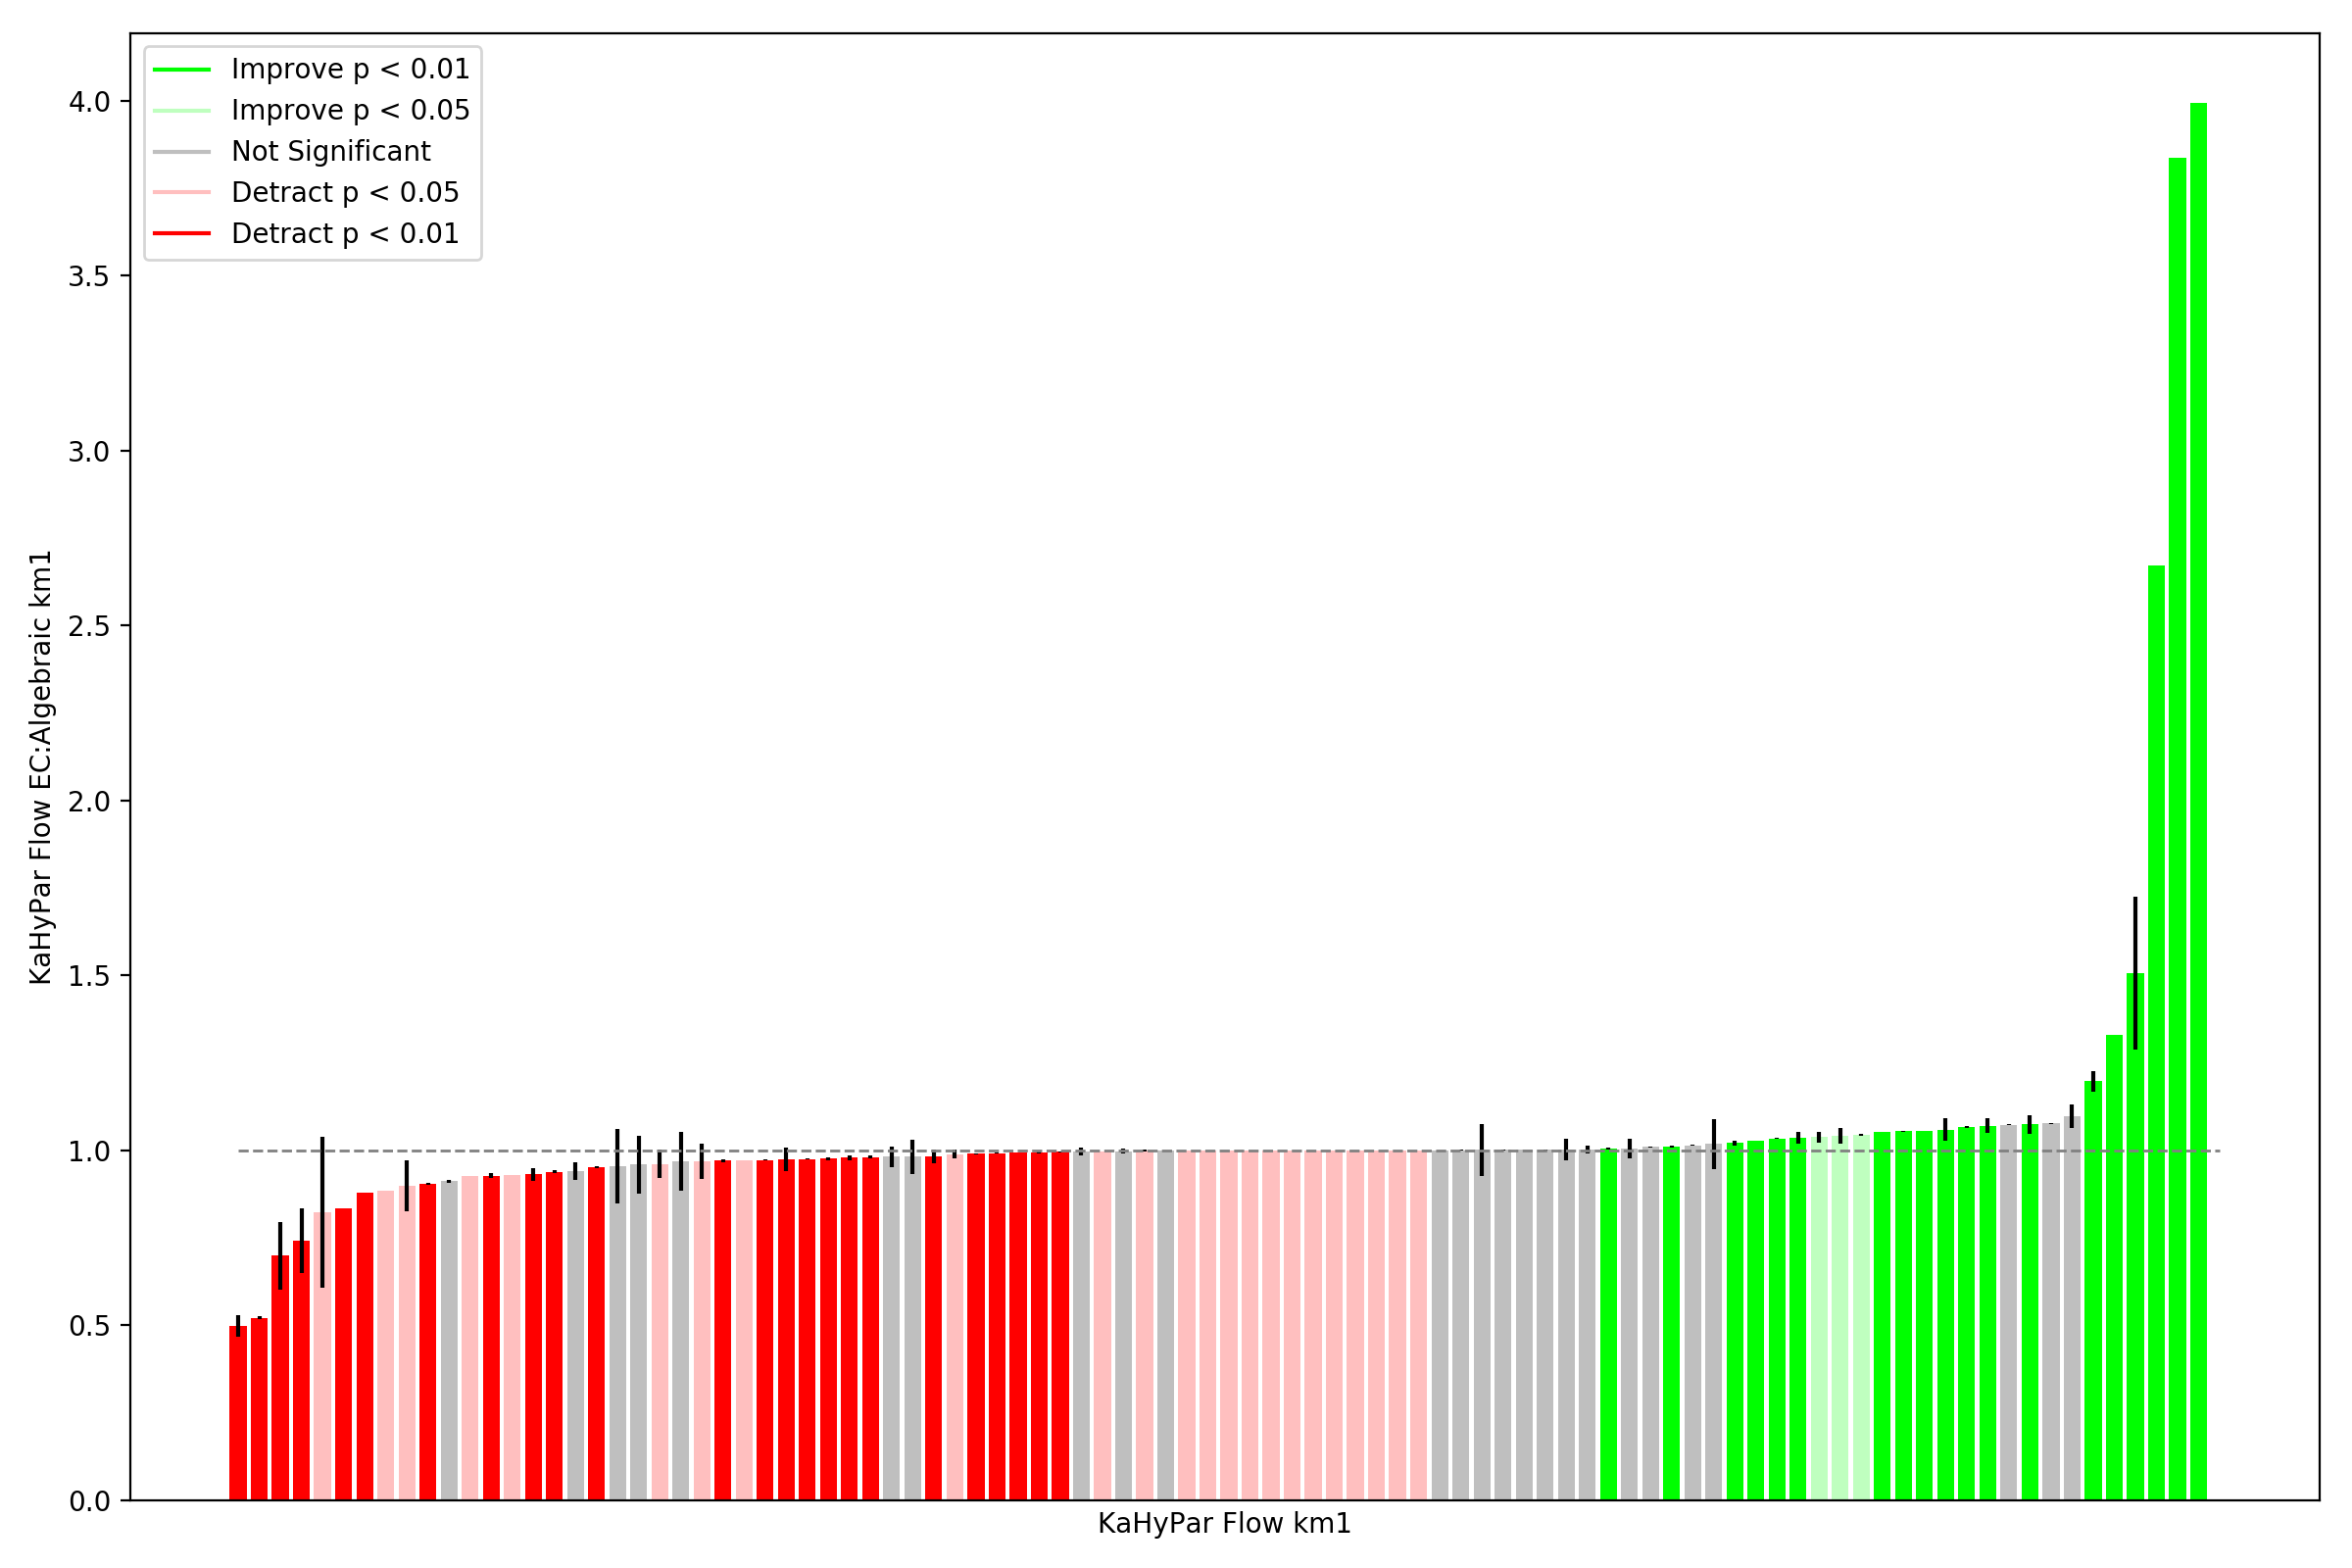 Improve p < 0.01
Improve p < 0.05
Not Significant
Detract p < 0.05
Detract p < 0.01
4.0
3.5
3.0
2.5
2.0
1.5
1.0
0.5
0.0
KaHyPar Flow EC:Algebraic km1
KaHyPar Flow km1